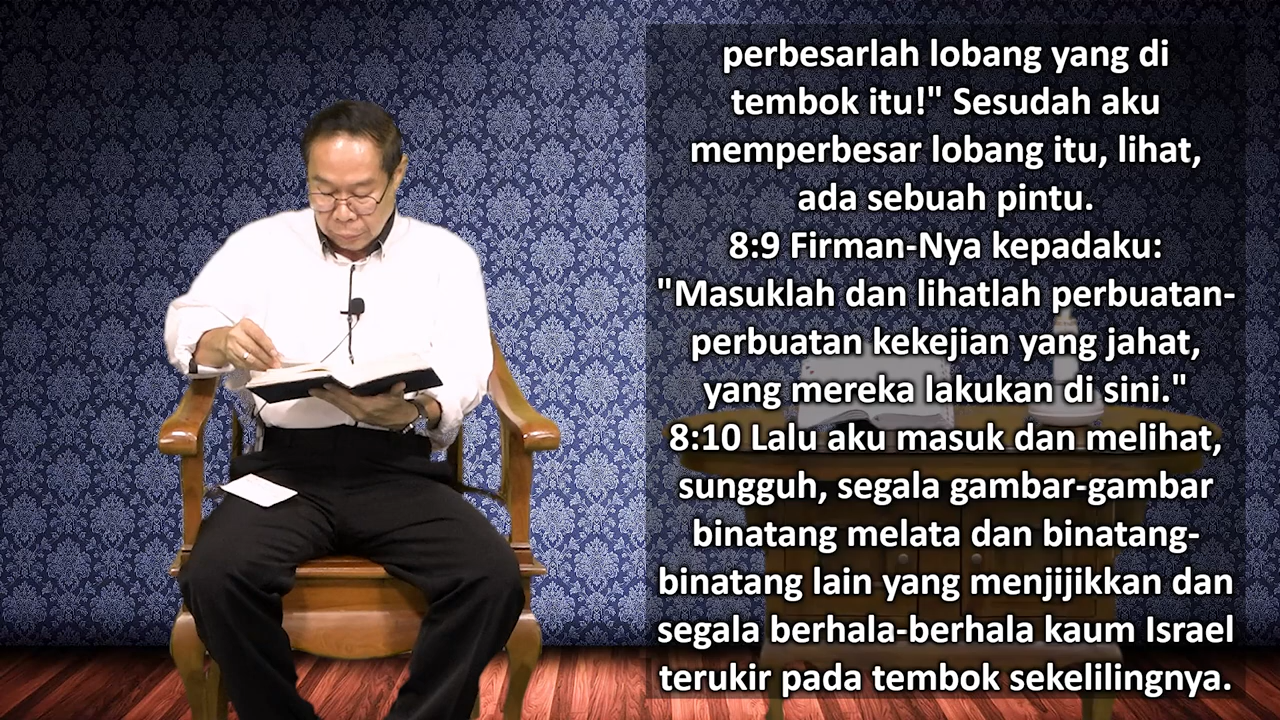 perbesarlah lobang yang di
tembok itu!" Sesudah aku
memperbesar lobang itu, lihat,
ada sebuah pintu.
8:9 Firman-Nya kepadaku:
"Masuklah dan lihatlah perbuatan-
perbuatan kekejian yang jahat,
yang mereka lakukan di sini."
8:10 Lalu aku masuk dan melihat,
sungguh, segala gambar-gambar
binatang melata dan binatang-
binatang lain yang menjijikkan dan
segala berhala-berhala kaum Israel
terukir pada tembok sekelilingnya.